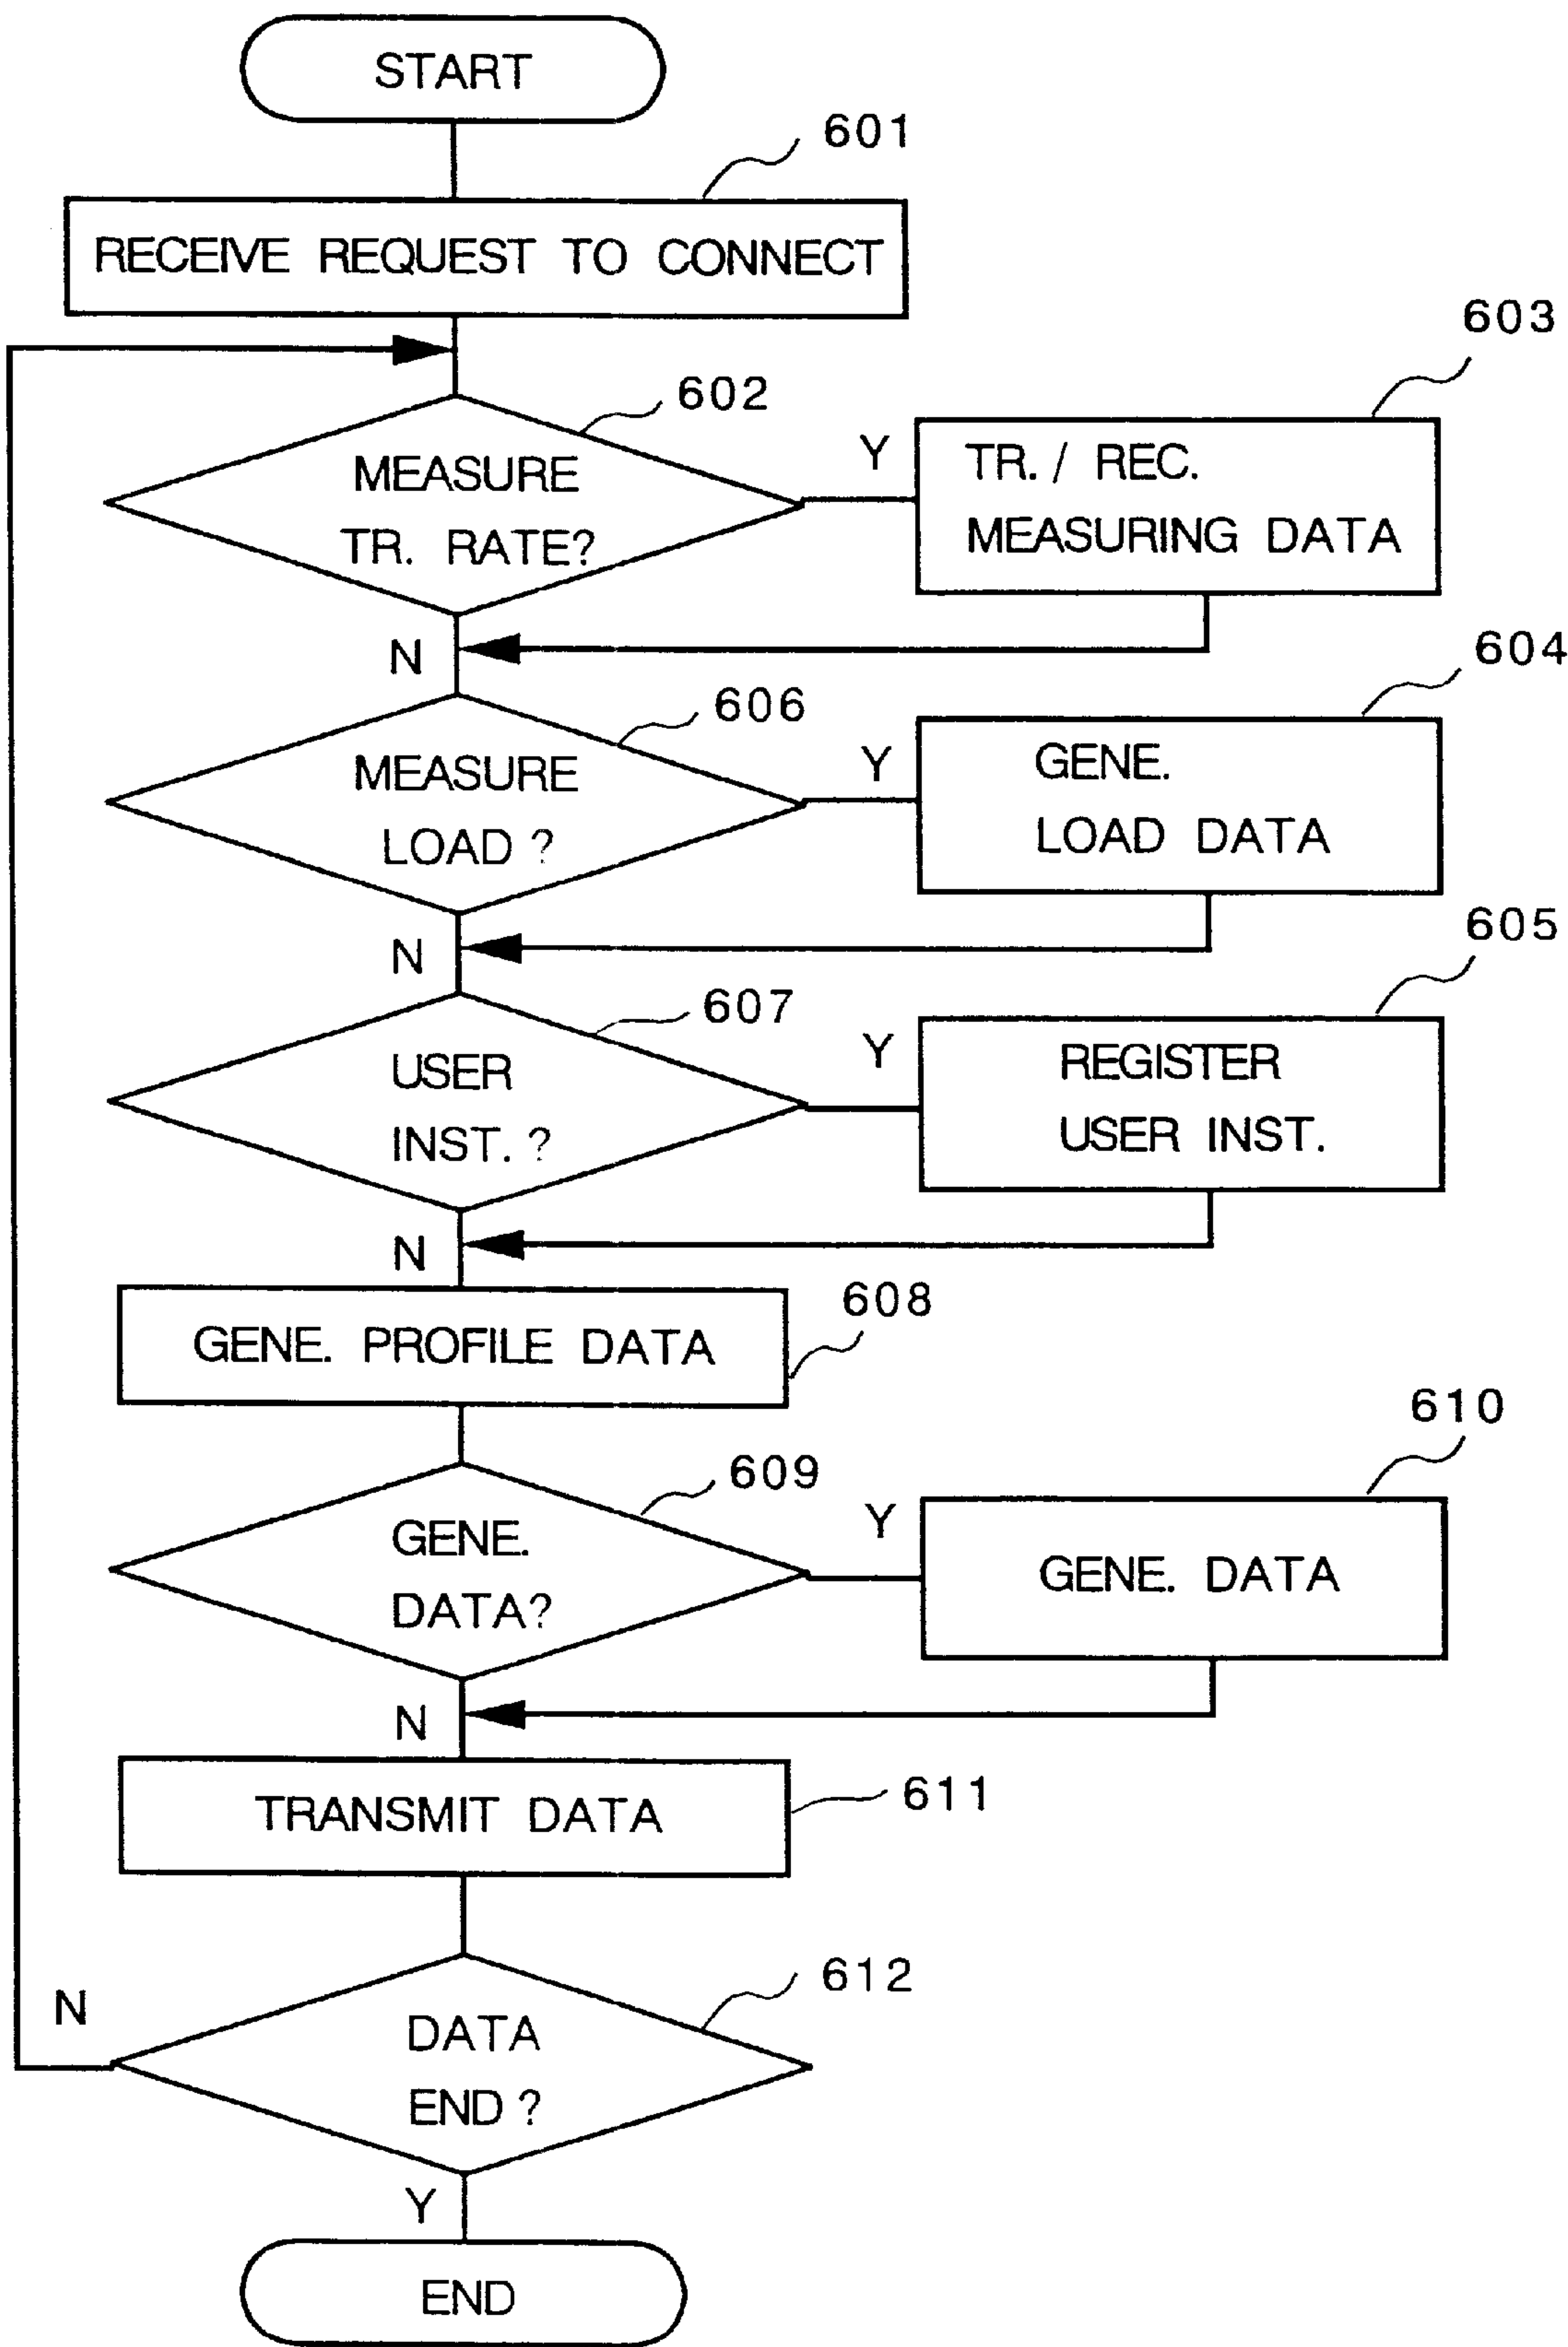 START
601
RECEIVE REQUEST TO CONNECT
603
602
MEASURE
TR. RATE?
Y
TR. / REC.
MEASURING DATA
N
604
606
MEASURE
LOAD ?
Y
GENE.
LOAD DATA
N
605
607
USER
INST. ?
Y
REGISTER
USER INST.
N
608
GENE. PROFILE DATA
610
609
GENE.
DATA?
Y
GENE. DATA
N
611
TRANSMIT DATA
612
N
DATA
END ?
Y
END